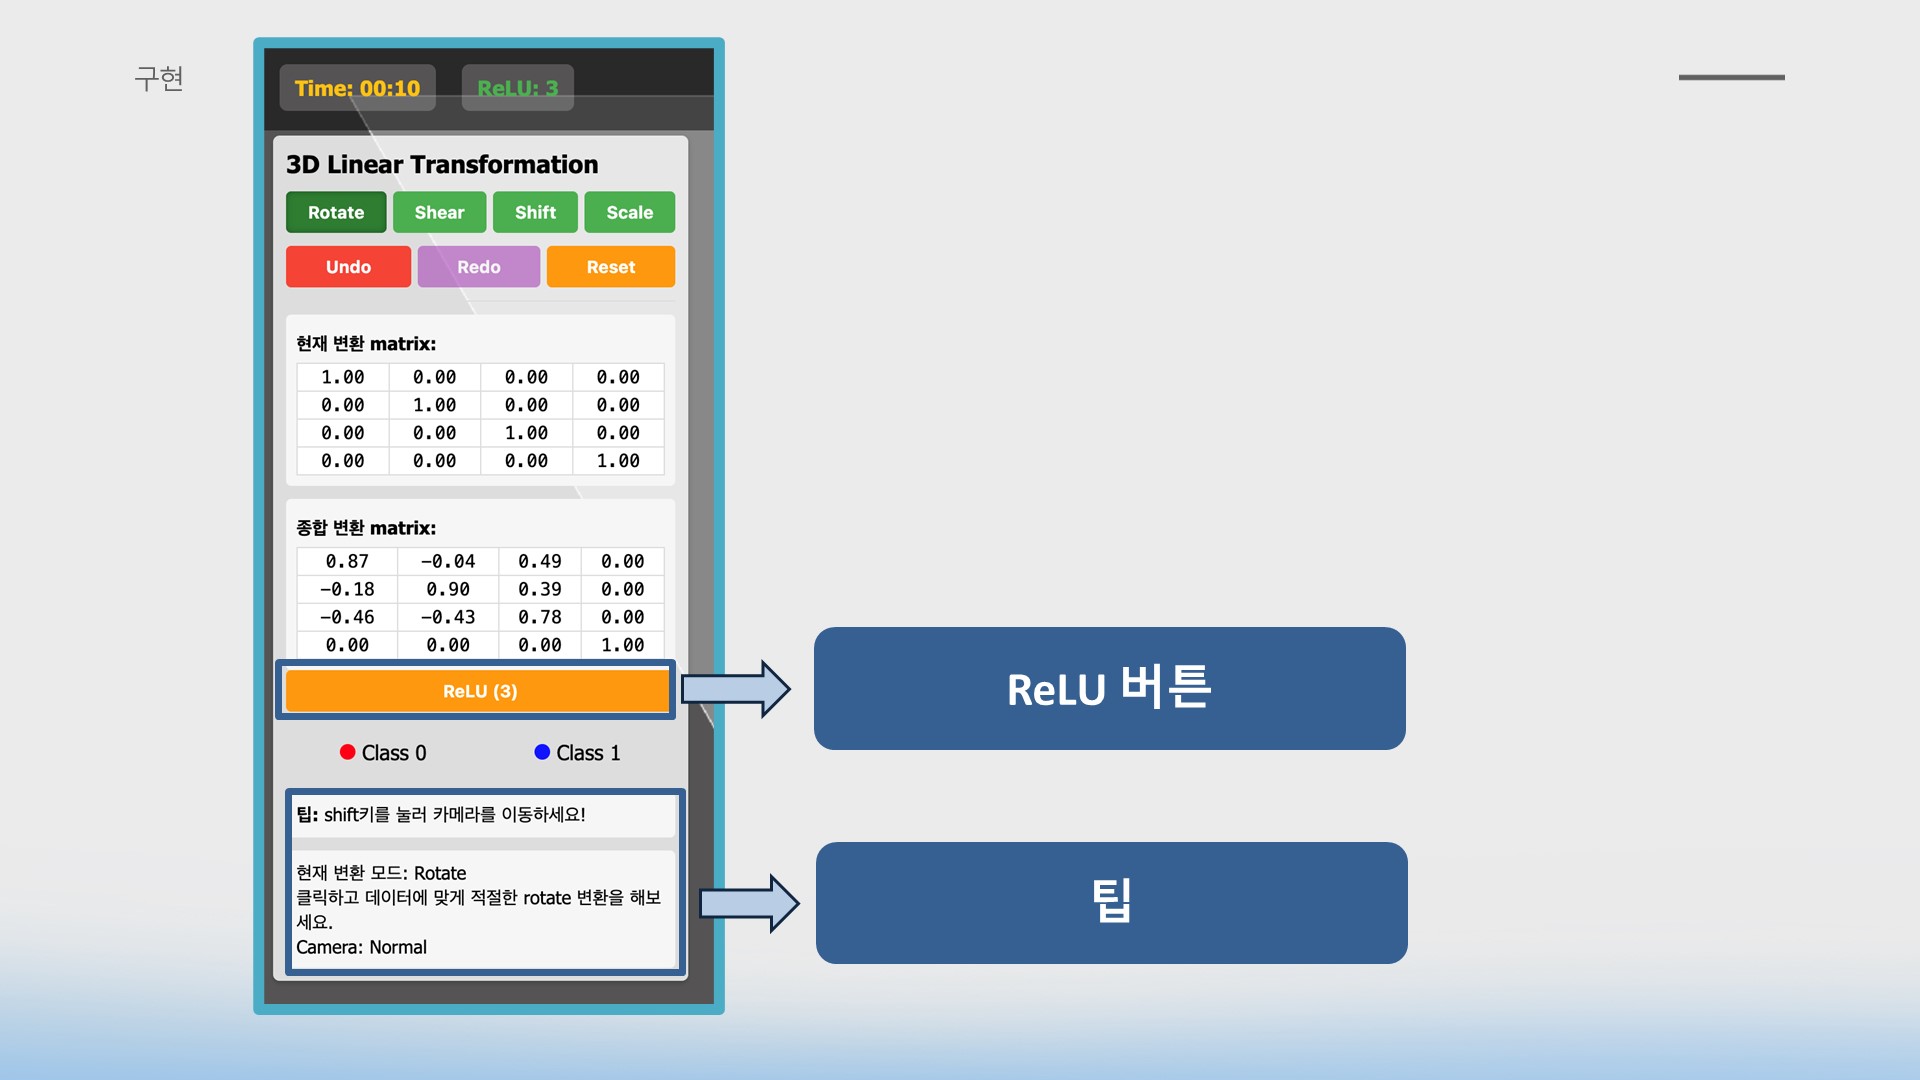 구현
Time: 00:10 ReLU: 3
3D Linear Transformation
Rotate Shear Shift Scale
Undo Redo Reset
현재 변환 matrix:
1.00 0.00 0.00 0.00
0.00 1.00 0.00 0.00
0.00 0.00 1.00 0.00
0.00 0.00 0.00 1.00
종합 변환 matrix:
0.87 -0.04 0.49 0.00
-0.18 0.90 0.39 0.00
-0.46 -0.43 0.78 0.00
0.00 0.00 0.00 1.00
ReLU (3)
ReLU 버튼
Class 0 Class 1
팁: shift키를 눌러 카메라를 이동하세요!
현재 변환 모드: Rotate
클릭하고 데이터에 맞게 적절한 rotate 변환을 해보
세요.
Camera: Normal
팁